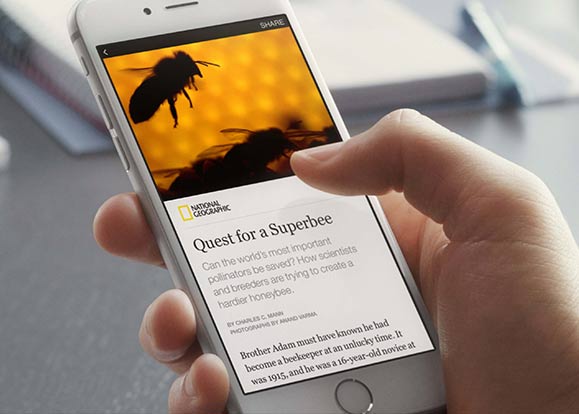 SHARE
NATIONAL
GEOGRAPHIC
Quest for a Superbee
Can the world's most important
pollinators be saved? How scientists
and breeders are trying to create a
hardier honeybee.
BY CHARLES C. MANN
PHOTOGRAPHS BY ANAND VARMA
Brother Adam must have known he had
become a beekeeper at an unlucky time. It
was 1915, and he was a 16-year-old novice at